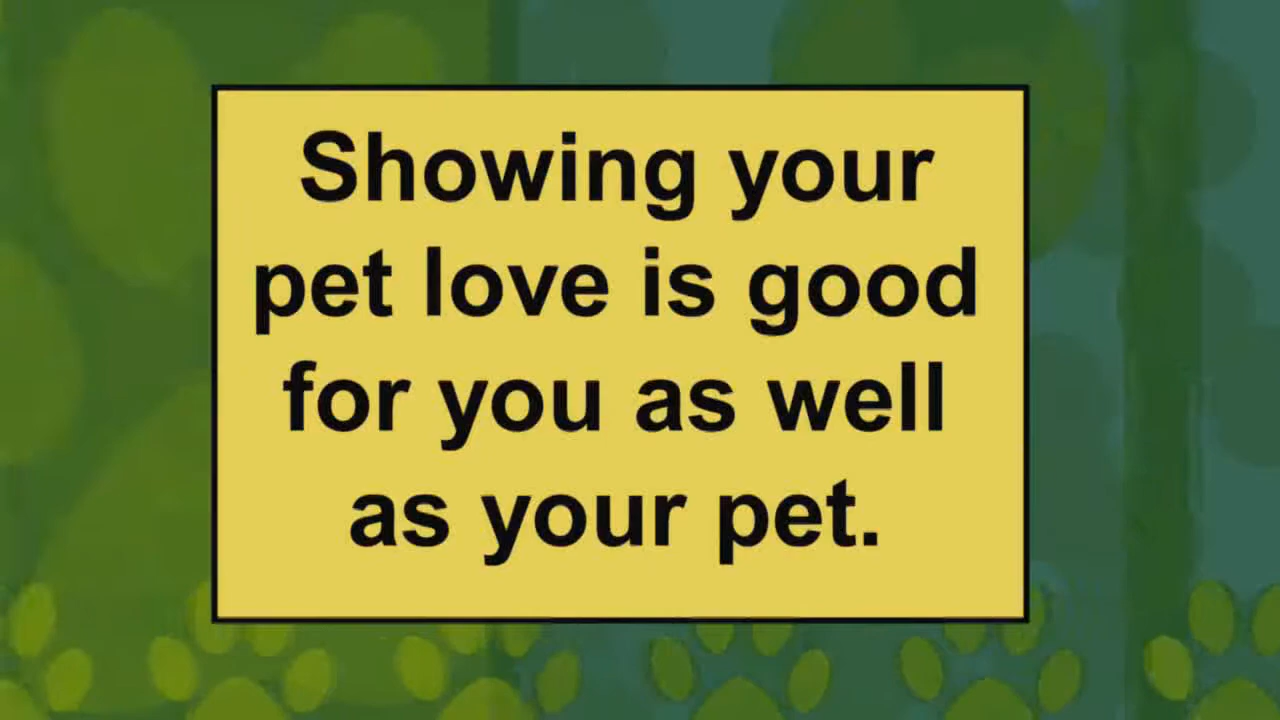 Showing your
pet love is good
for you as well
as your pet.